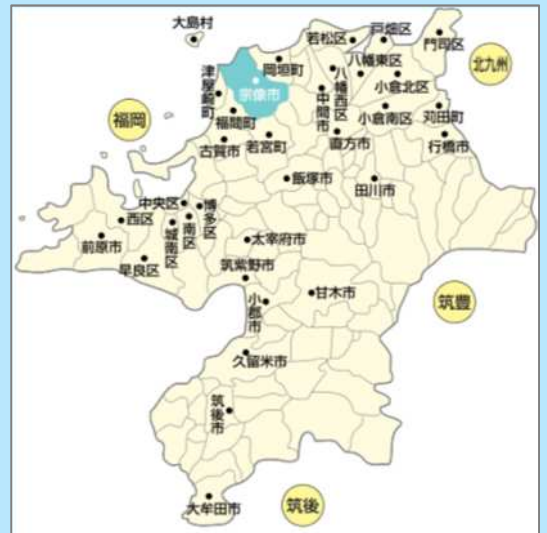 大島村
若松区
戸畑区
門司区
北九州
岡垣町
八幡東区
津屋崎町
宗像市
八幡西区
小倉北区
中間市
福岡
福間町
小倉南区
苅田町
古賀市
若宮町
直方市
行橋市
飯塚市
田川市
中央区
博多区
西区
南区
城南区
前原市
早良区
太宰府市
筑紫野市
小郡市
甘木市
筑豊
久留米市
筑後市
大牟田市
筑後